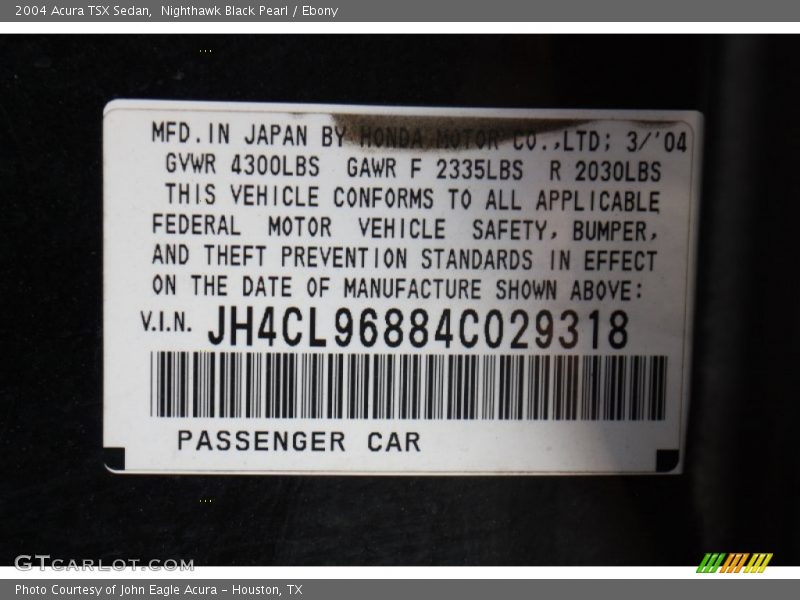 2004 Acura TSX Sedan, Nighthawk Black Pearl / Ebony
MFD. IN JAPAN BY HONDA MOTOR CO.,LTD; 3/'04
GVWR 4300LBS GAWR F 2335LBS R 2030LBS
THIS VEHICLE CONFORMS TO ALL APPLICABLE
FEDERAL MOTOR VEHICLE SAFETY, BUMPER,
AND THEFT PREVENTION STANDARDS IN EFFECT
ON THE DATE OF MANUFACTURE SHOWN ABOVE:
V.I.N. JH4CL96884C029318
PASSENGER CAR
GTCARLOT.COM
Photo Courtesy of John Eagle Acura - Houston, TX